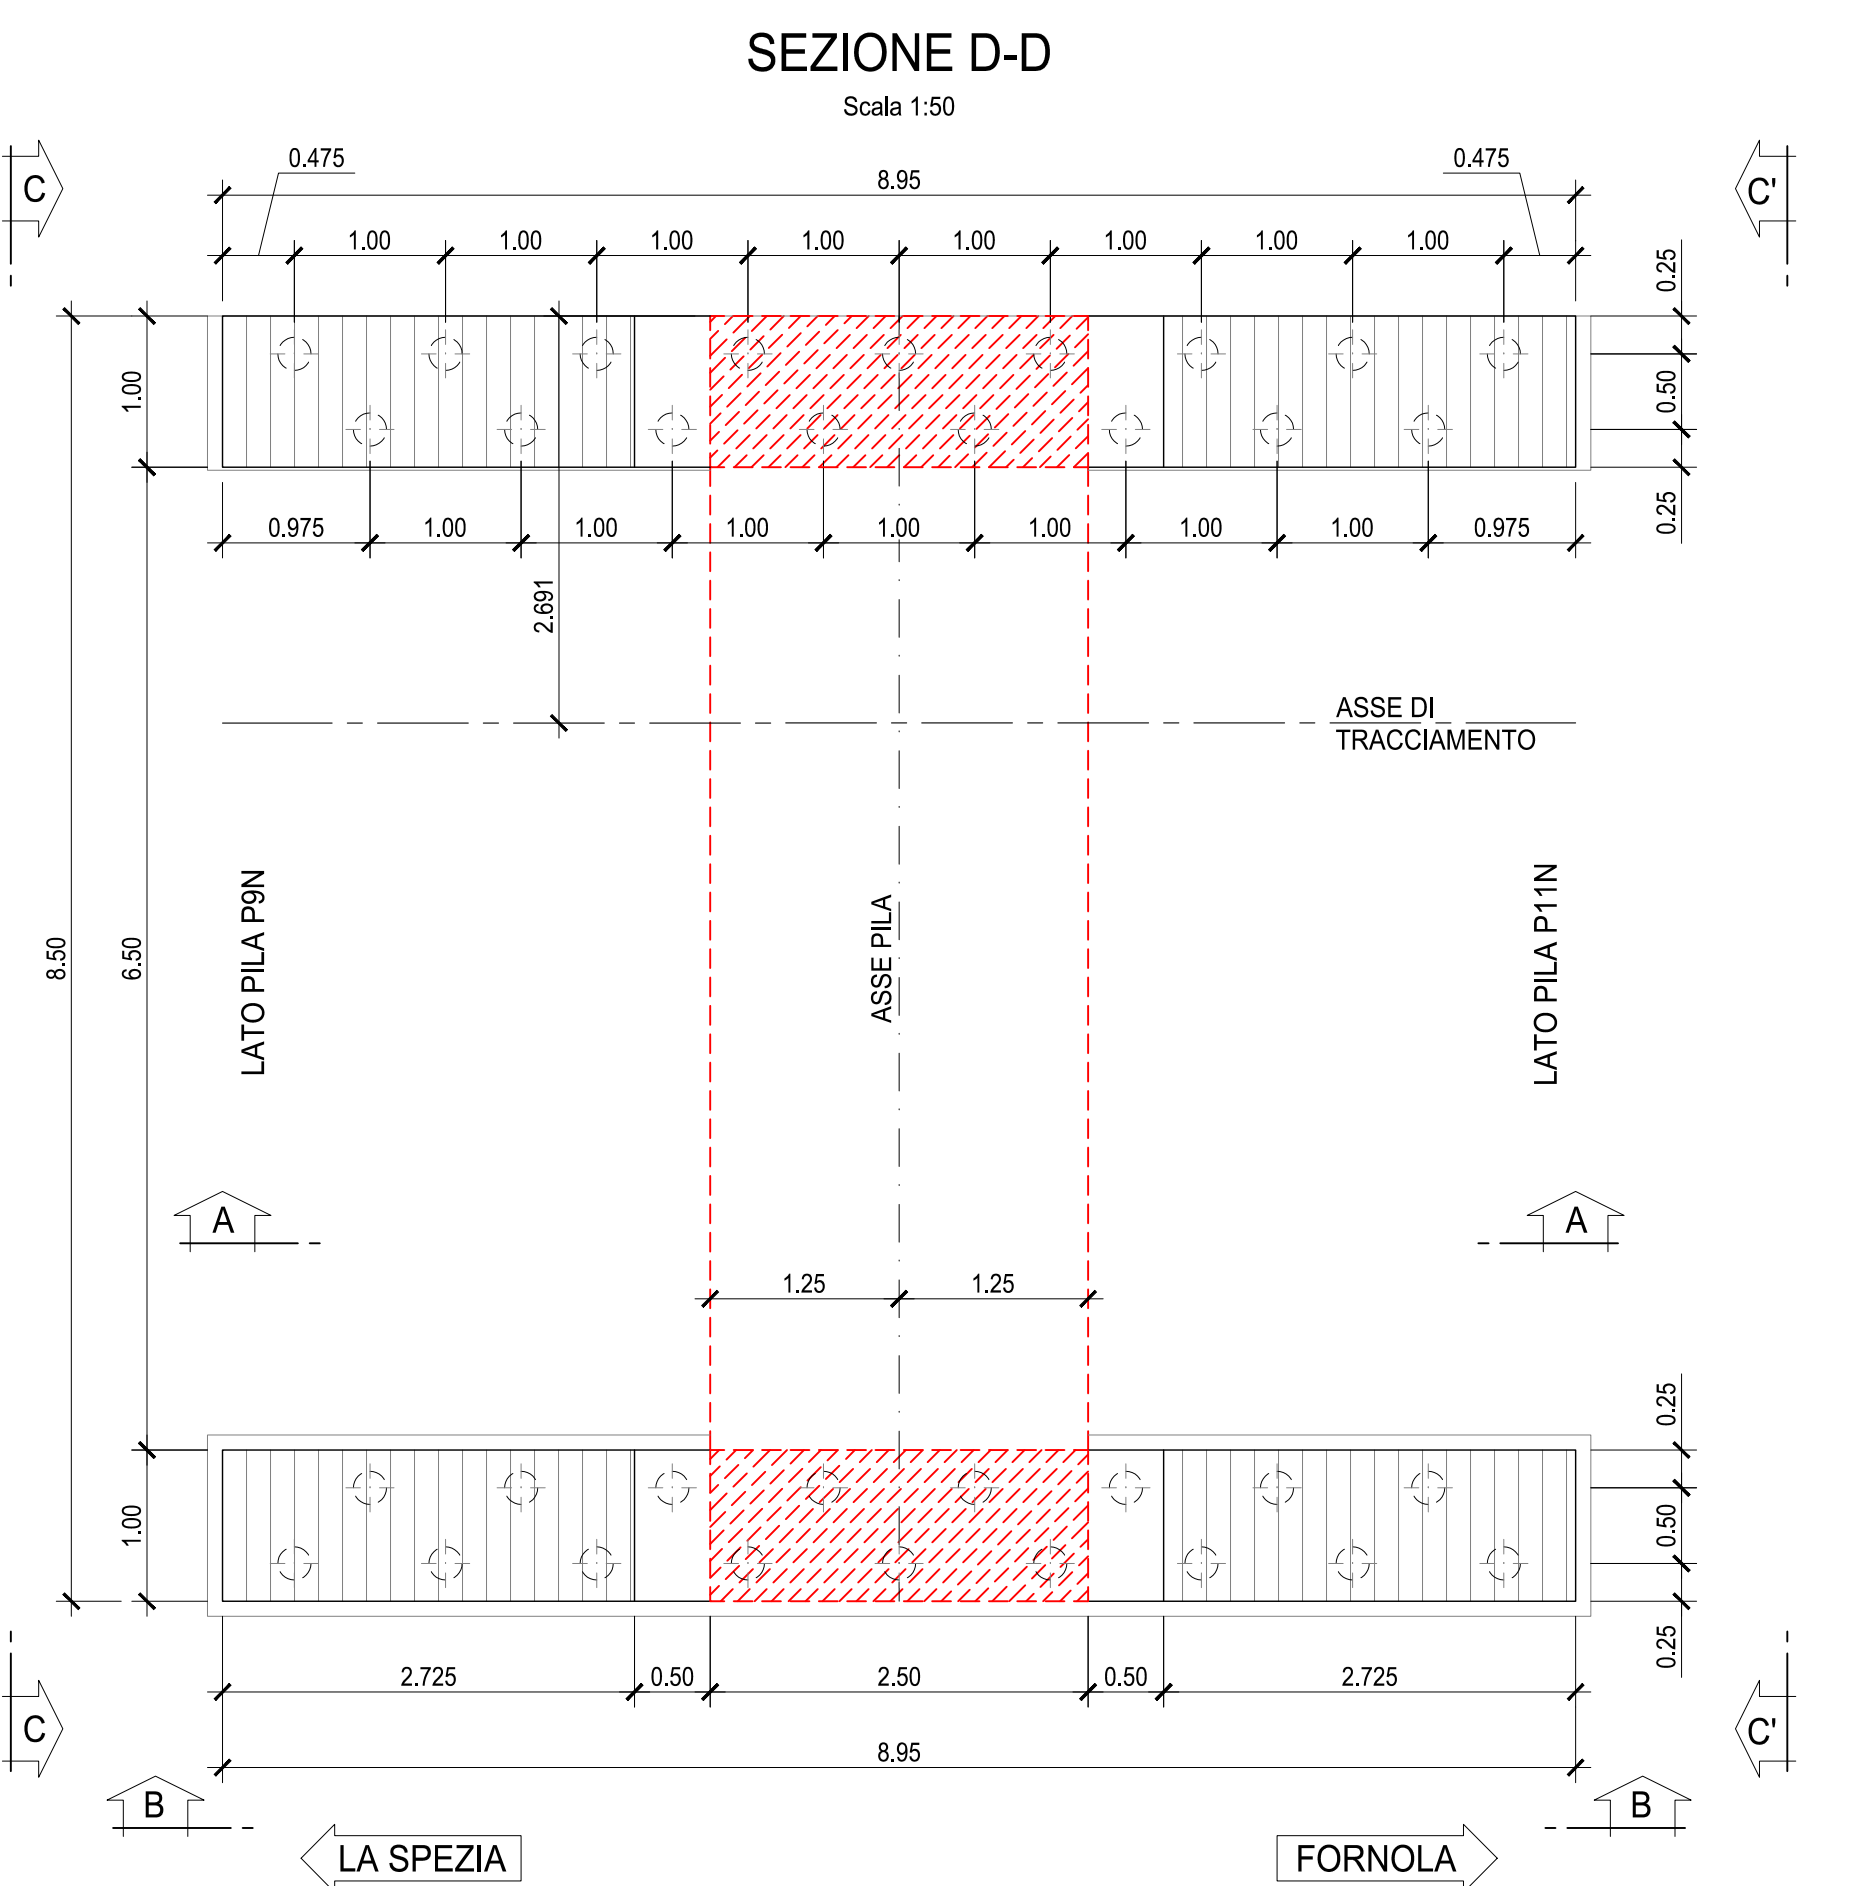 SEZIONE D-D
Scala 1:50
0.475
0.475
8.95
C
C'
1.00 1.00 1.00 1.00 1.00 1.00 1.00 1.00
0.25
1.00
0.50
0.25
0.975 1.00 1.00 1.00 1.00 1.00 1.00 1.00 0.975
2.691
ASSE DI
TRACCIAMENTO
LATO PILA P9N
ASSE PILA
LATO PILA P11N
8.50
6.50
A
A
1.25 1.25
0.25
1.00
0.50
0.25
2.725 0.50 2.50 0.50 2.725
C
C'
8.95
B
B
LA SPEZIA
FORNOLA